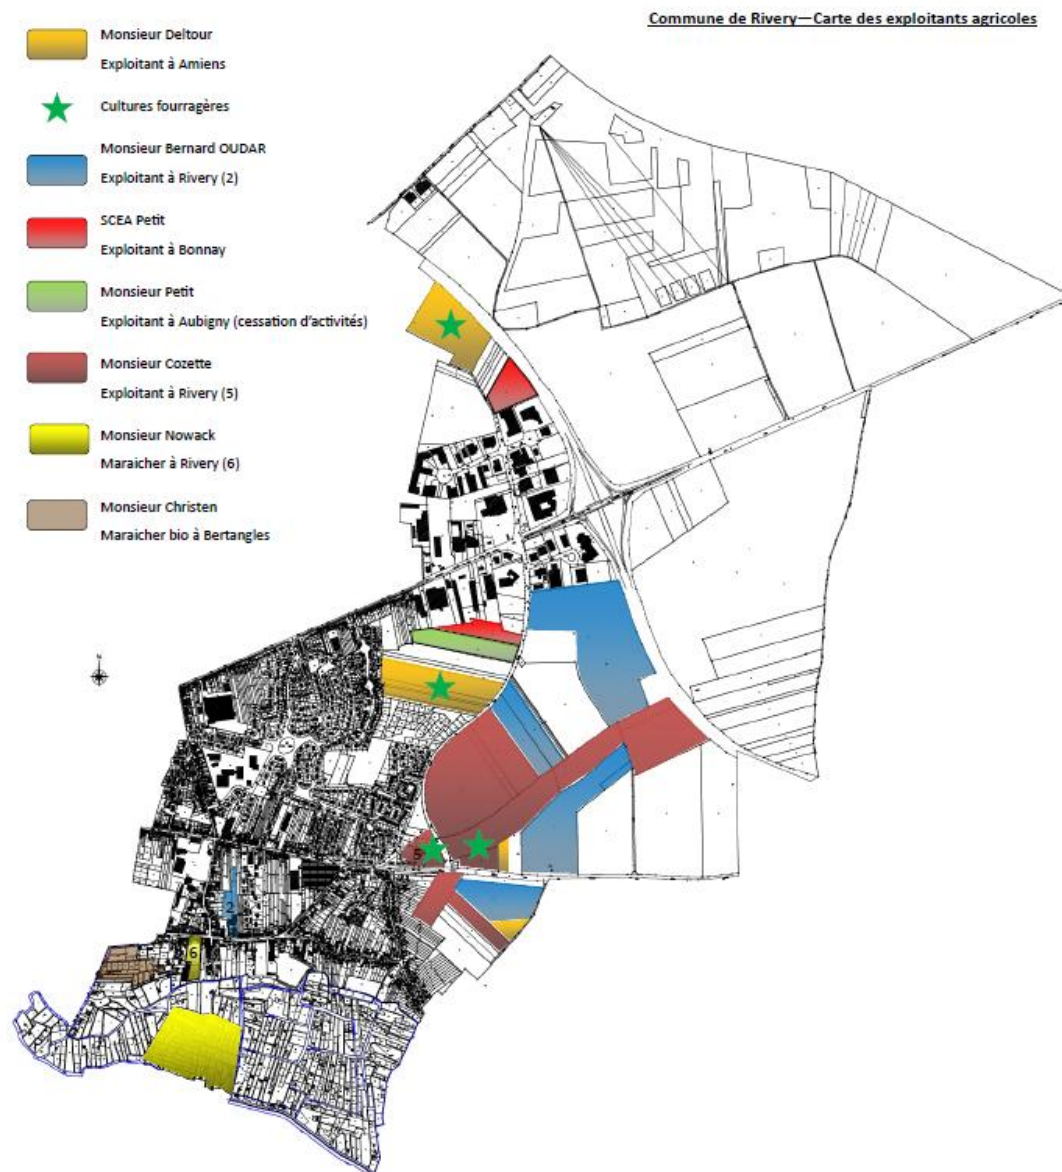 Commune de Rivery—Carte des exploitants agricoles
Monsieur Deltour
Exploitant à Amiens
Cultures fourragères
Monsieur Bernard OUDAR
Exploitant à Rivery (2)
SCEA Petit
Exploitant à Bonnay
Monsieur Petit
Exploitant à Aubigny (cessation d'activités)
Monsieur Cozette
Exploitant à Rivery (5)
Monsieur Nowack
Maraicher à Rivery (6)
Monsieur Christen
Maraicher bio à Bertangles
N
5
2
6